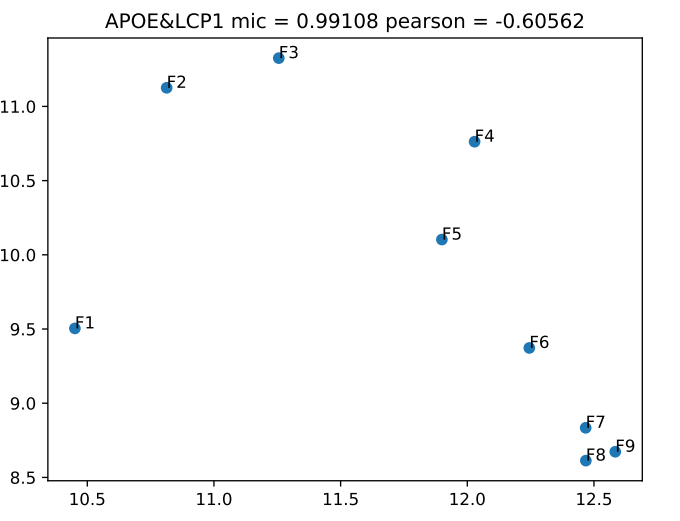 APOE&LCP1 mic = 0.99108 pearson = -0.60562
F3
F2
11.0
F4
10.5
F5
10.0
F1
9.5
F6
9.0
F7
F9
F8
8.5
10.5 11.0 11.5 12.0 12.5